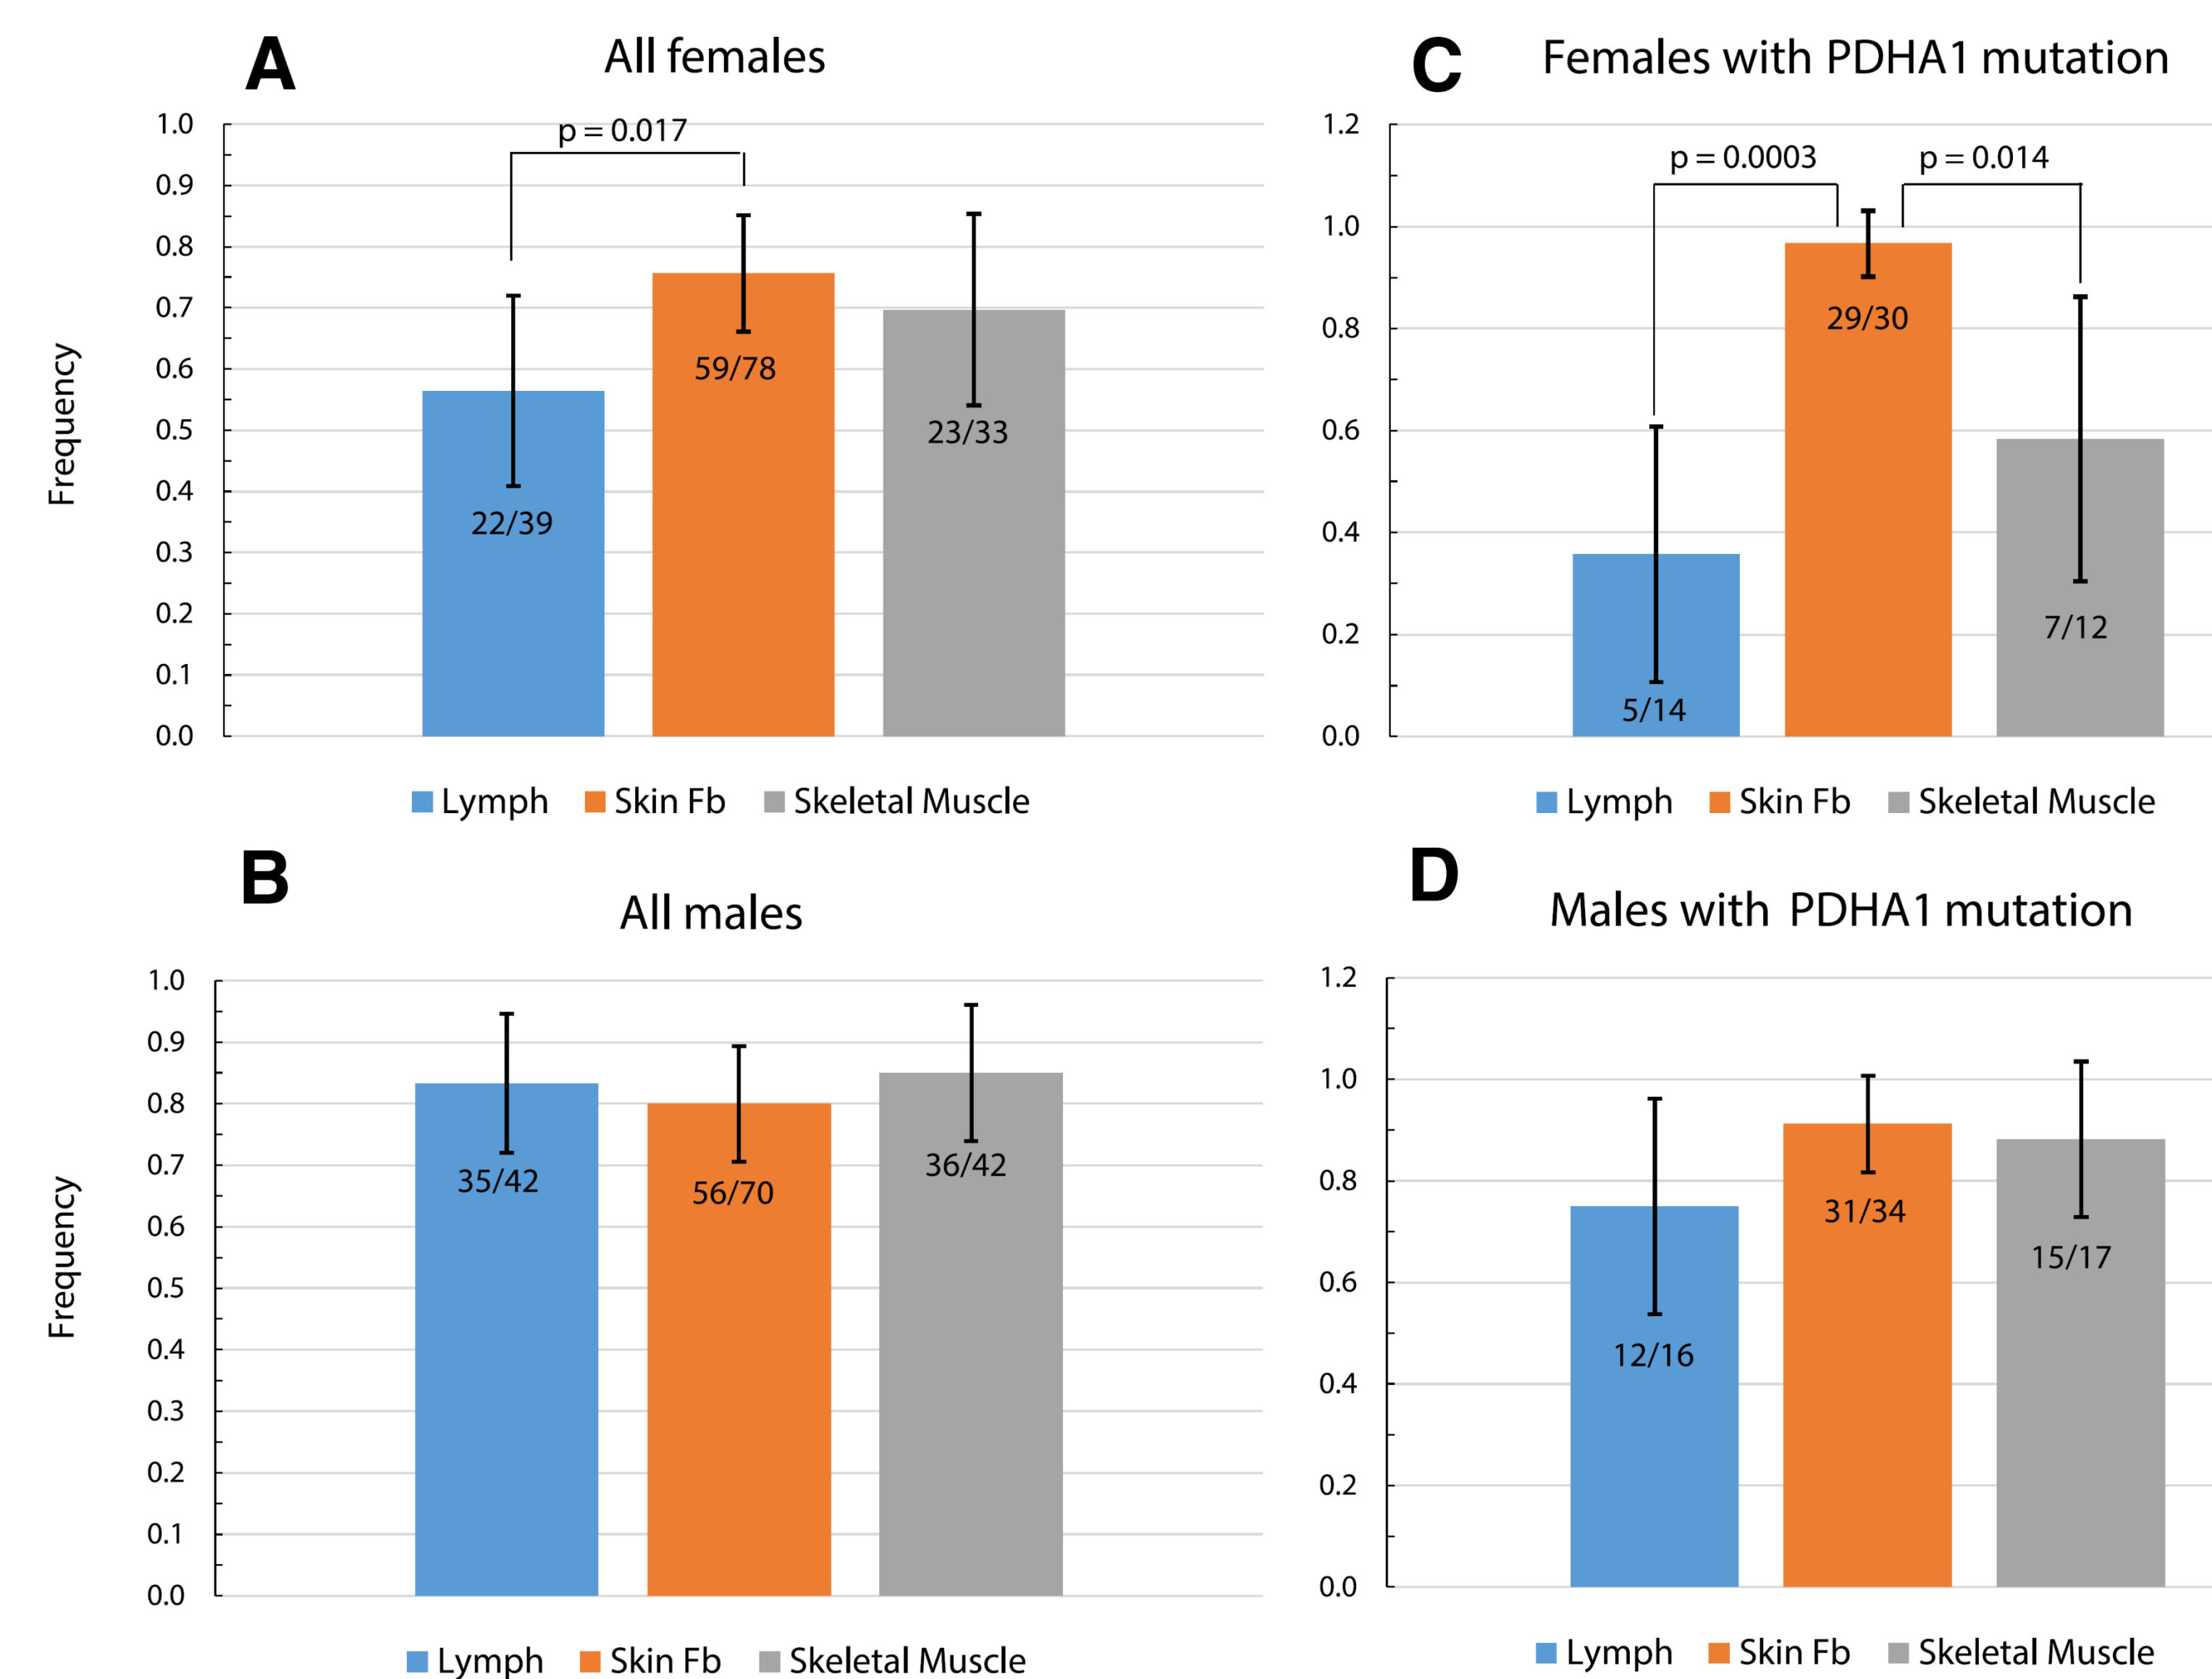 A
All females
p = 0.017
1.0
0.9
0.8
0.7
0.6
0.5
0.4
0.3
0.2
0.1
0.0
Frequency
22/39
59/78
23/33
Lymph Skin Fb Skeletal Muscle
C
Females with PDHA1 mutation
p = 0.0003
p = 0.014
1.2
1.0
0.8
0.6
0.4
0.2
0.0
5/14
29/30
7/12
Lymph Skin Fb Skeletal Muscle
B
All males
1.0
0.9
0.8
0.7
0.6
0.5
0.4
0.3
0.2
0.1
0.0
Frequency
35/42
56/70
36/42
Lymph Skin Fb Skeletal Muscle
D
Males with PDHA1 mutation
1.2
1.0
0.8
0.6
0.4
0.2
0.0
12/16
31/34
15/17
Lymph Skin Fb Skeletal Muscle